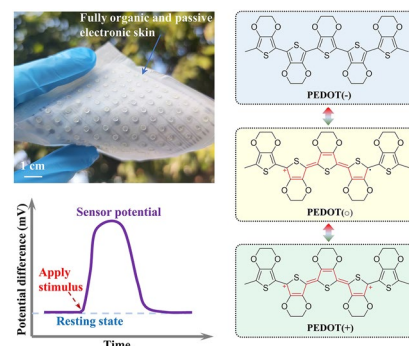 Fully organic and passive
electronic skin
1 cm
Potential difference (mV)
Sensor potential
Apply
stimulus
Resting state
Time
O O O O
S S S
S S
O O O O O O
PEDOT(-)
PEDOT(○)
PEDOT(+)